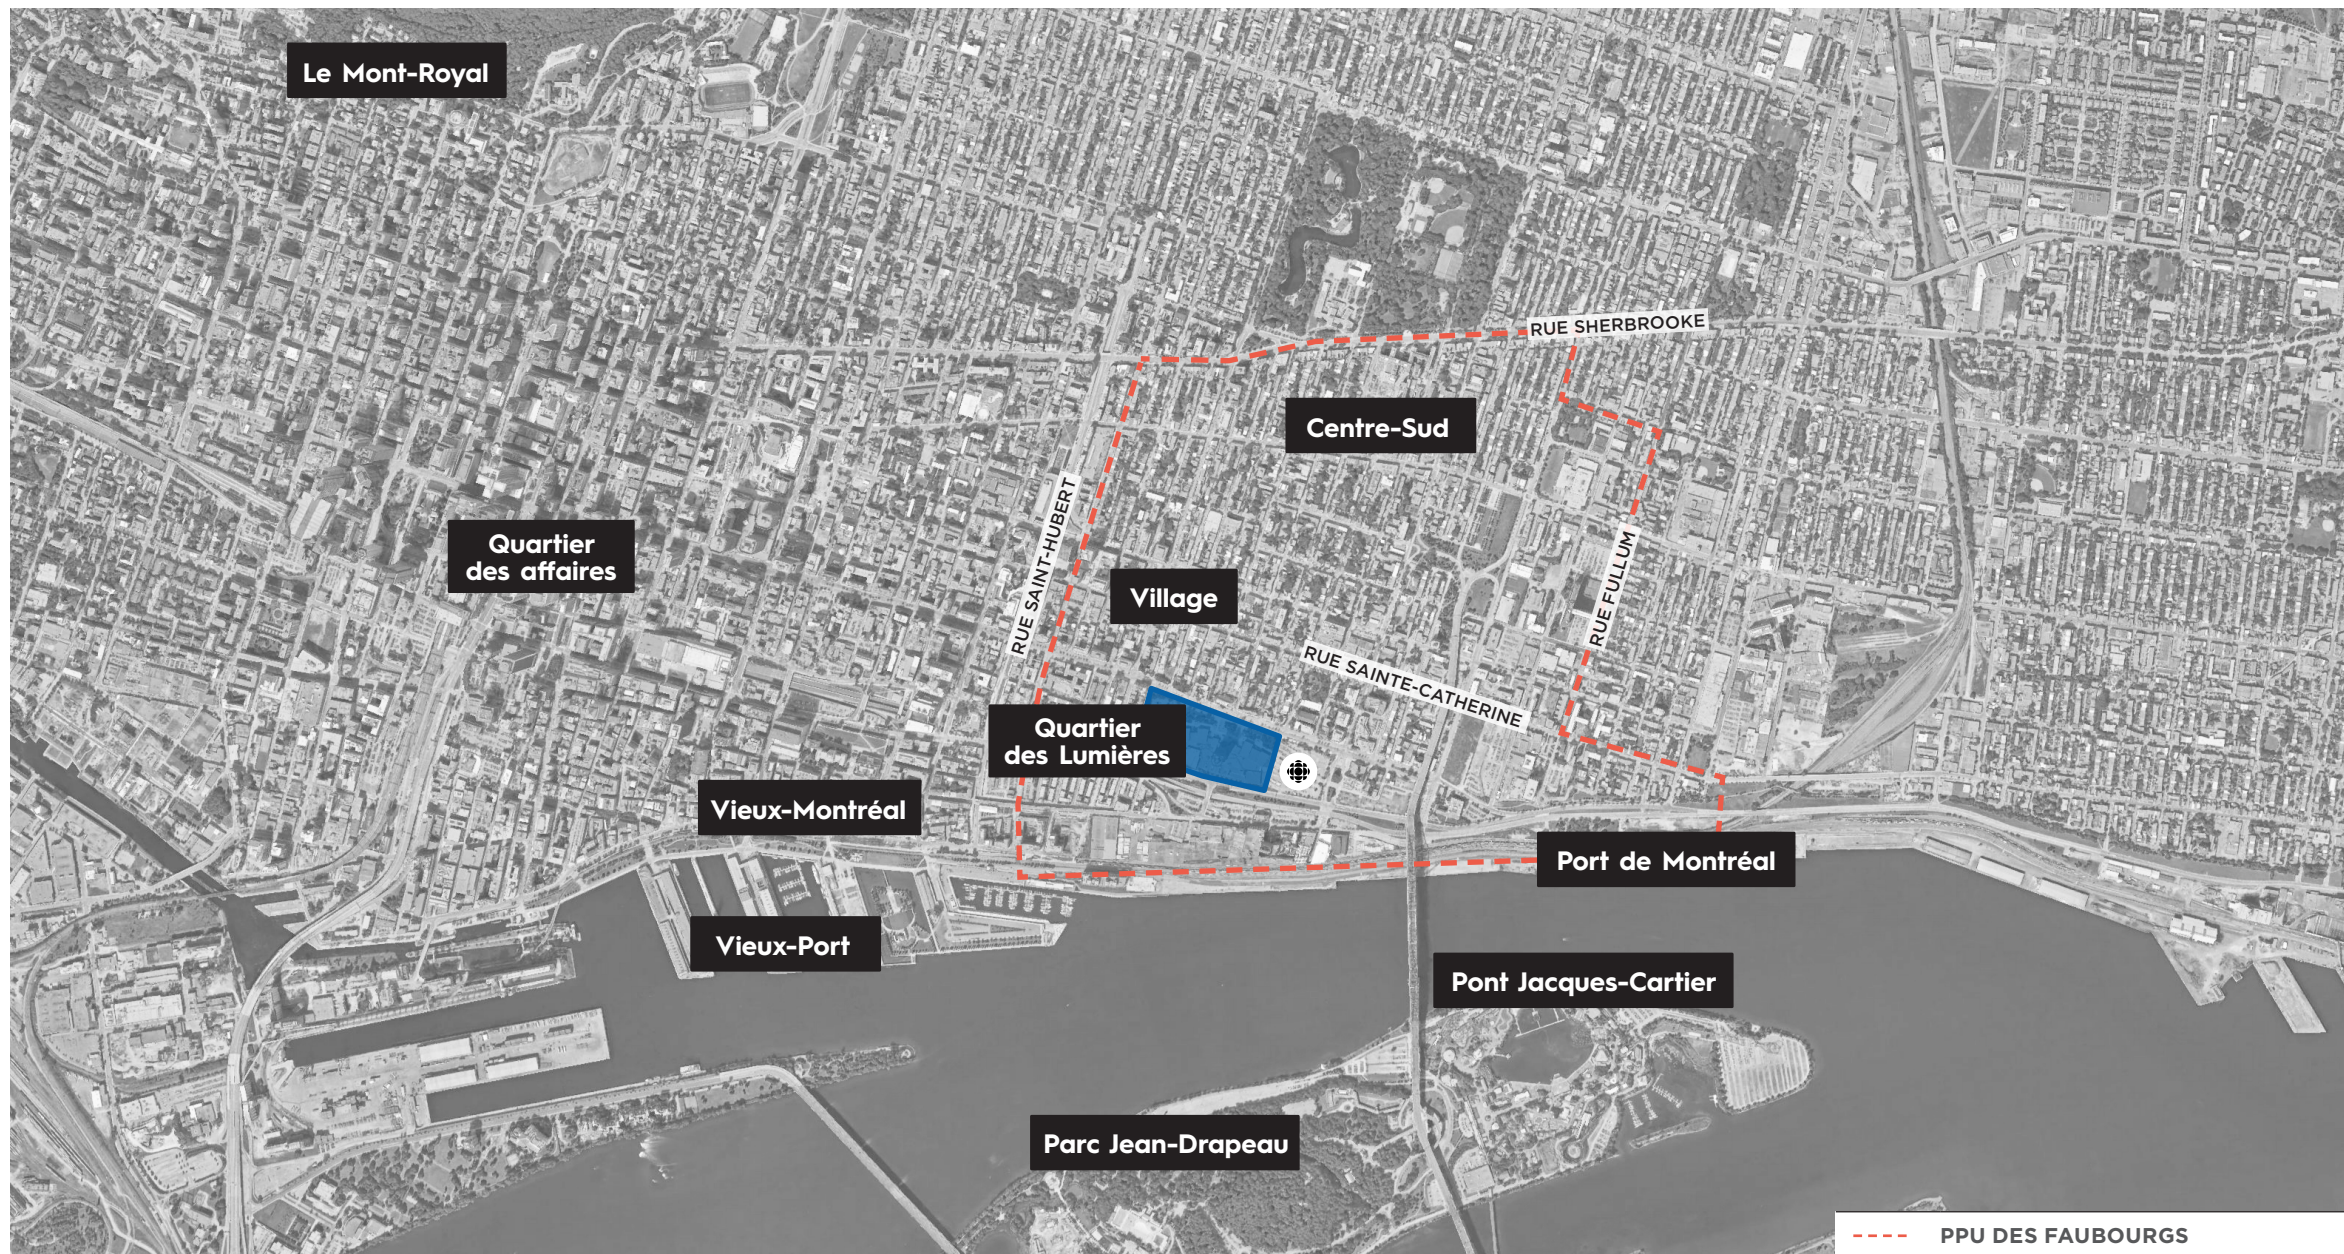 Le Mont-Royal
RUE SHERBROOKE
Centre-Sud
RUE SAINT-HUBERT
Quartier
des affaires
RUE FULLUM
Village
RUE SAINTE-CATHERINE
Quartier
des Lumières
Vieux-Montréal
Port de Montréal
Vieux-Port
Pont Jacques-Cartier
Parc Jean-Drapeau
PPU DES FAUBOURGS